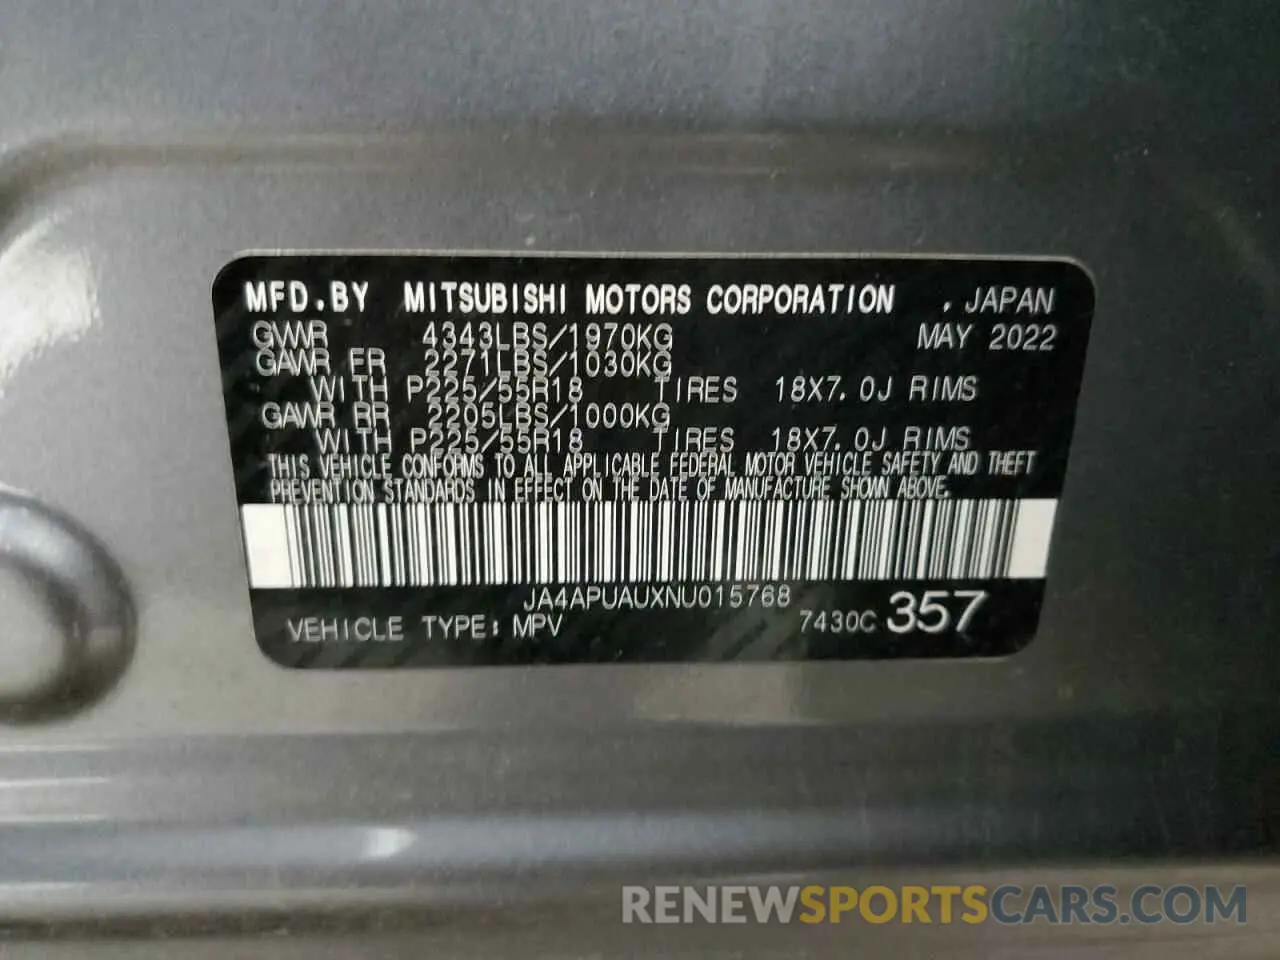 MFD.BY MITSUBISHI MOTORS CORPORATION , JAPAN
GVWR 4343LBS/1970KG MAY 2022
GAWR FR 2271LBS/1030KG
WITH P225/55R18 TIRES 18X7.0J RIMS
GAWR RR 2205LBS/1000KG
WITH P225/55R18 TIRES 18X7.0J RIMS
THIS VEHICLE CONFORMS TO ALL APPLICABLE FEDERAL MOTOR VEHICLE SAFETY AND THEFT
PREVENTION STANDARDS IN EFFECT ON THE DATE OF MANUFACTURE SHOWN ABOVE.
JA4APUAUXNU015768
VEHICLE TYPE: MPV 7430C 357
RENEWSPORTSCARS.COM